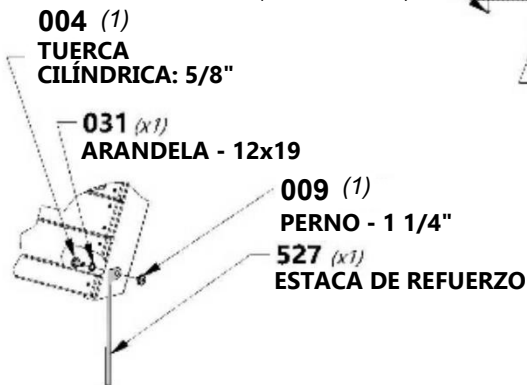 004 (1)
TUERCA
CILÍNDRICA: 5/8"
031 (x1)
ARANDELA - 12x19
009 (1)
PERNO - 1 1/4"
527 (x1)
ESTACA DE REFUERZO